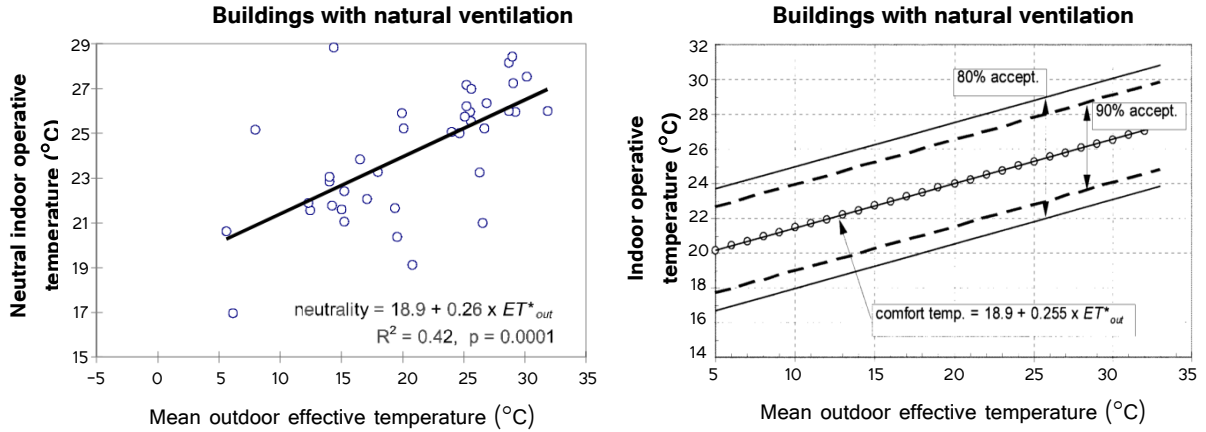 Buildings with natural ventilation
Neutral indoor operative
temperature (°C)
29
27
25
23
21
19
17
15
−5
0
5
10
15
20
25
30
35
neutrality = 18.9 + 0.26 x ET*out
R² = 0.42, p = 0.0001
Mean outdoor effective temperature (°C)
Buildings with natural ventilation
Indoor operative
temperature (°C)
32
30
28
26
24
22
20
18
16
14
5
10
15
20
25
30
35
80% accept.
90% accept.
comfort temp. = 18.9 + 0.255 x ET*out
Mean outdoor effective temperature (°C)